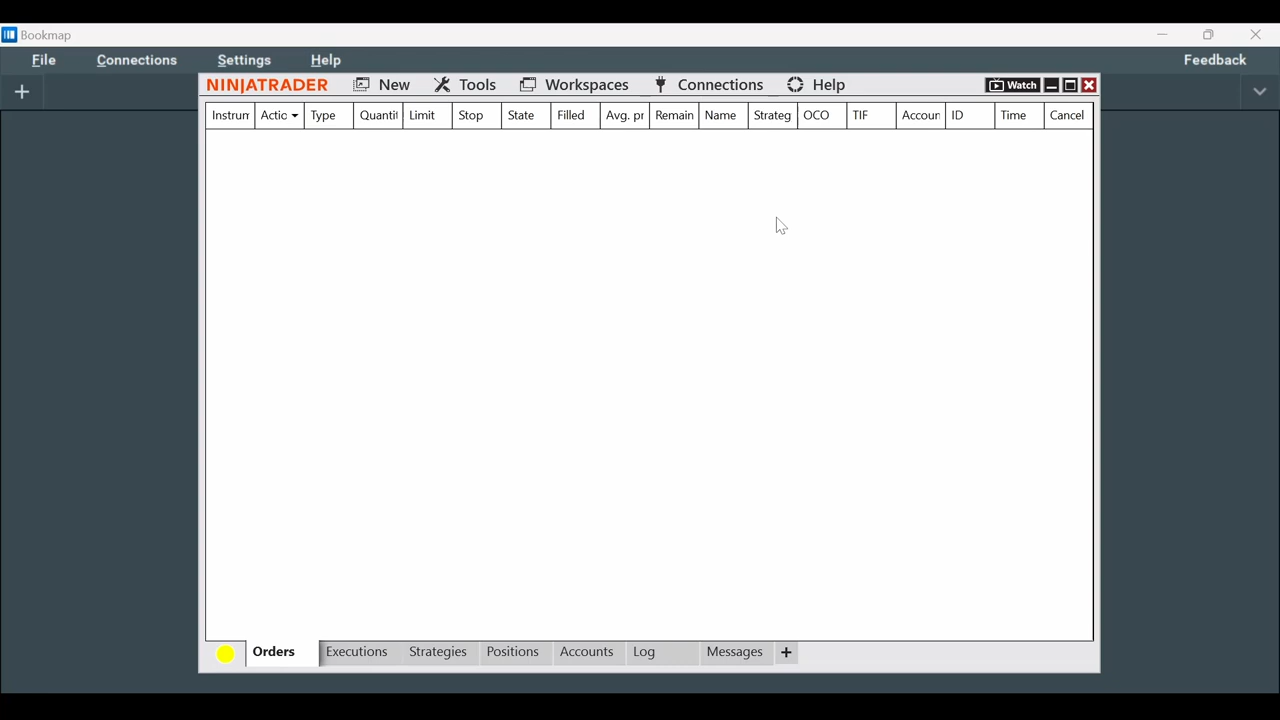 Bookmap
File Connections Settings Help Feedback
NINJATRADER New Tools Workspaces Connections Help Watch
Instrum Actic Type Quantit Limit Stop State Filled Avg. pr Remain Name Strateg OCO TIF Accoun ID Time Cancel
Orders Executions Strategies Positions Accounts Log Messages +